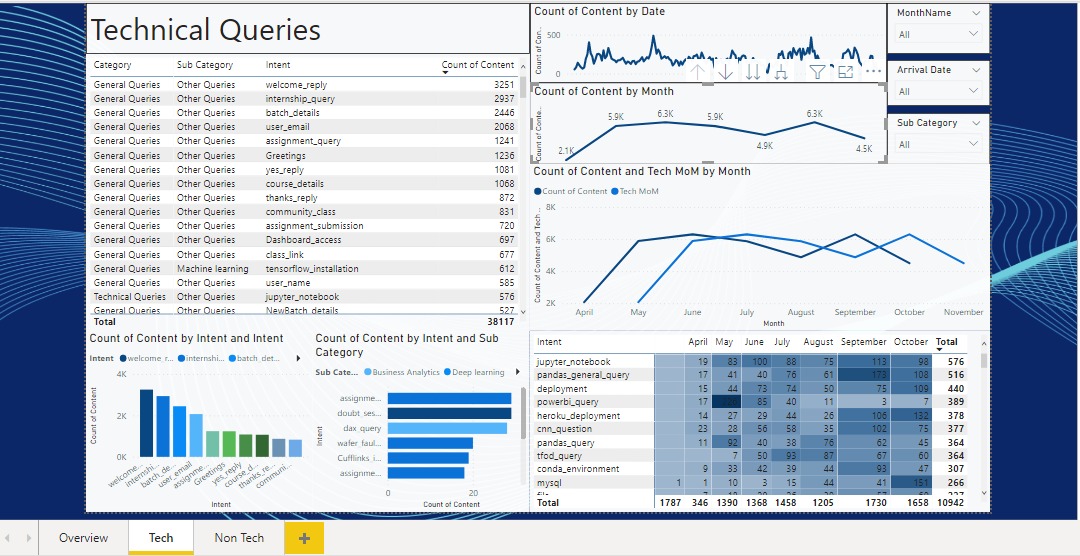 Technical Queries
Category Sub Category Intent Count of Content
General Queries Other Queries welcome_reply 3251
General Queries Other Queries internship_query 2937
General Queries Other Queries batch_details 2446
General Queries Other Queries user_email 2068
General Queries Other Queries assignment_query 1241
General Queries Other Queries Greetings 1236
General Queries Other Queries yes_reply 1081
General Queries Other Queries course_details 1068
General Queries Other Queries thanks_reply 872
General Queries Other Queries community_class 831
General Queries Other Queries assignment_submission 720
General Queries Other Queries Dashboard_access 697
General Queries Other Queries class_link 677
General Queries Machine learning tensorflow_installation 612
General Queries Other Queries user_name 585
Technical Queries Other Queries jupyter_notebook 576
General Queries Other Queries NewBatch_details 527
Total 38117
Count of Content by Date
Count of Con...
500
0
Count of Content by Month
Count of Conte...
2.1K 5.9K 6.3K 5.9K 4.9K 6.3K 4.5K
MonthName
All
Arrival Date
All
Sub Category
All
Count of Content and Tech MoM by Month
Count of Content Tech MoM
Count of Content and Tech...
8K
6K
4K
2K
April May June July August September October November
Month
Count of Content by Intent and Intent
Intent welcome_r... internshi... batch_det...
Count of Content
4K
2K
0K
welcome... internshi... batch_de... user_email assignme... Greetings yes_reply course_d... thanks_re... communi...
Intent
Count of Content by Intent and Sub
Category
Sub Cate... Business Analytics Deep learning
Intent
assignme...
doubt_ses...
dax_query
wafer_faul...
Cufflinks_i...
assignme...
0 20
Count of Content
Intent April May June July August September October Total
jupyter_notebook 19 83 100 88 75 113 98 576
pandas_general_query 17 41 40 76 61 173 108 516
deployment 15 44 73 74 50 75 109 440
powerbi_query 17 85 40 11 3 7 389
heroku_deployment 14 27 29 44 26 106 132 378
cnn_question 23 28 56 58 35 102 75 377
pandas_query 11 92 40 38 76 62 45 364
tfod_query 7 50 93 87 67 60 364
conda_environment 9 33 42 39 44 93 47 307
mysql 1 1 10 3 15 44 41 151 266
Total 1787 346 1390 1368 1458 1205 1730 1658 10942
Overview Tech Non Tech +